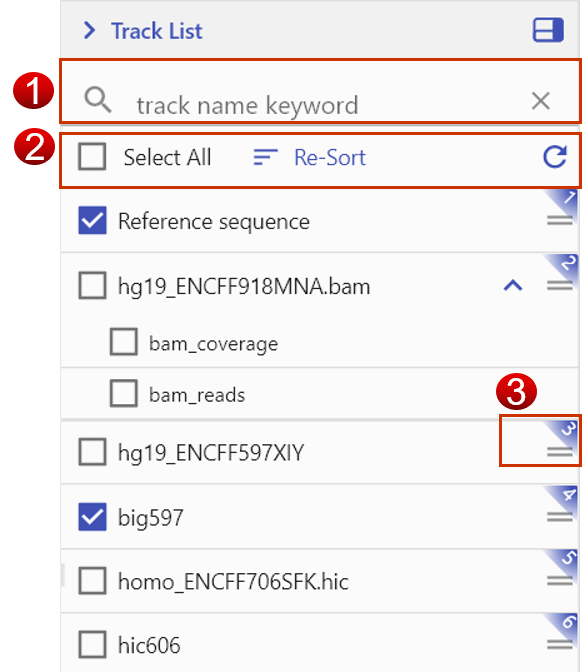 Track List
1
track name keyword
2
Select All Re-Sort
Reference sequence 1
hg19_ENCFF918MNA.bam 2
bam_coverage
bam_reads
3
hg19_ENCFF597XIY 3
big597 4
homo_ENCFF706SFK.hic 5
hic606 6